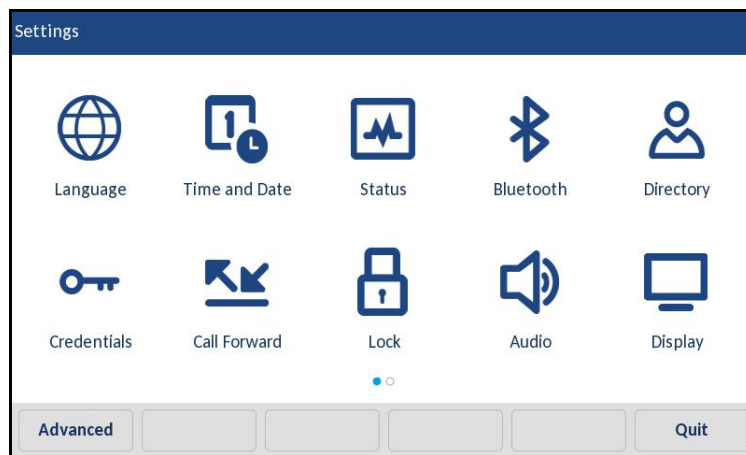 Settings
Language Time and Date Status Bluetooth Directory
Credentials Call Forward Lock Audio Display
Advanced Quit